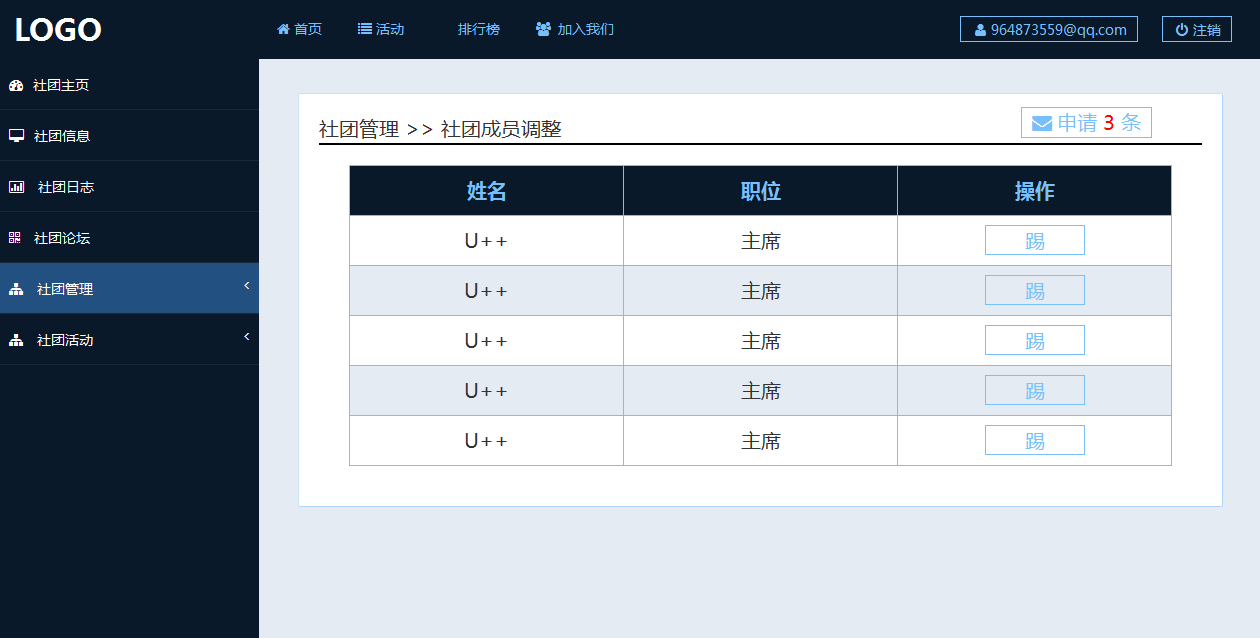 LOGO
首页 活动 排行榜 加入我们 964873559@qq.com 注销
社团主页
社团信息
社团日志
社团论坛
社团管理
社团活动
社团管理 >> 社团成员调整
申请 3 条
姓名 职位 操作
U++ 主席 踢
U++ 主席 踢
U++ 主席 踢
U++ 主席 踢
U++ 主席 踢